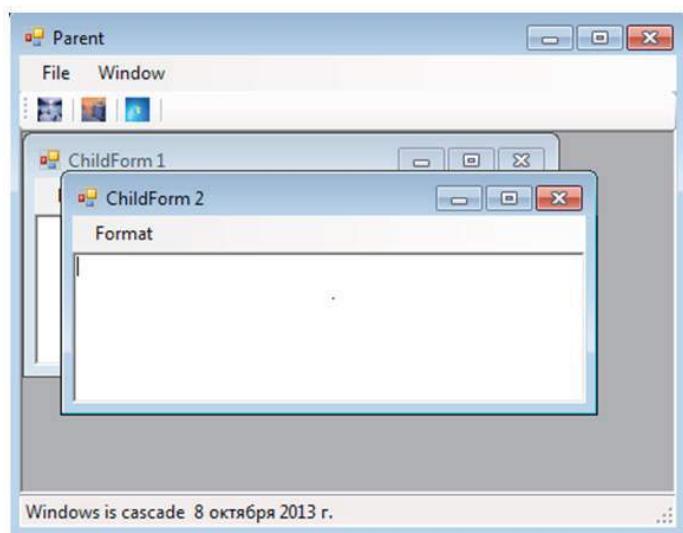 Parent
File Window
ChildForm 1
ChildForm 2
Format
Windows is cascade 8 октября 2013 г.